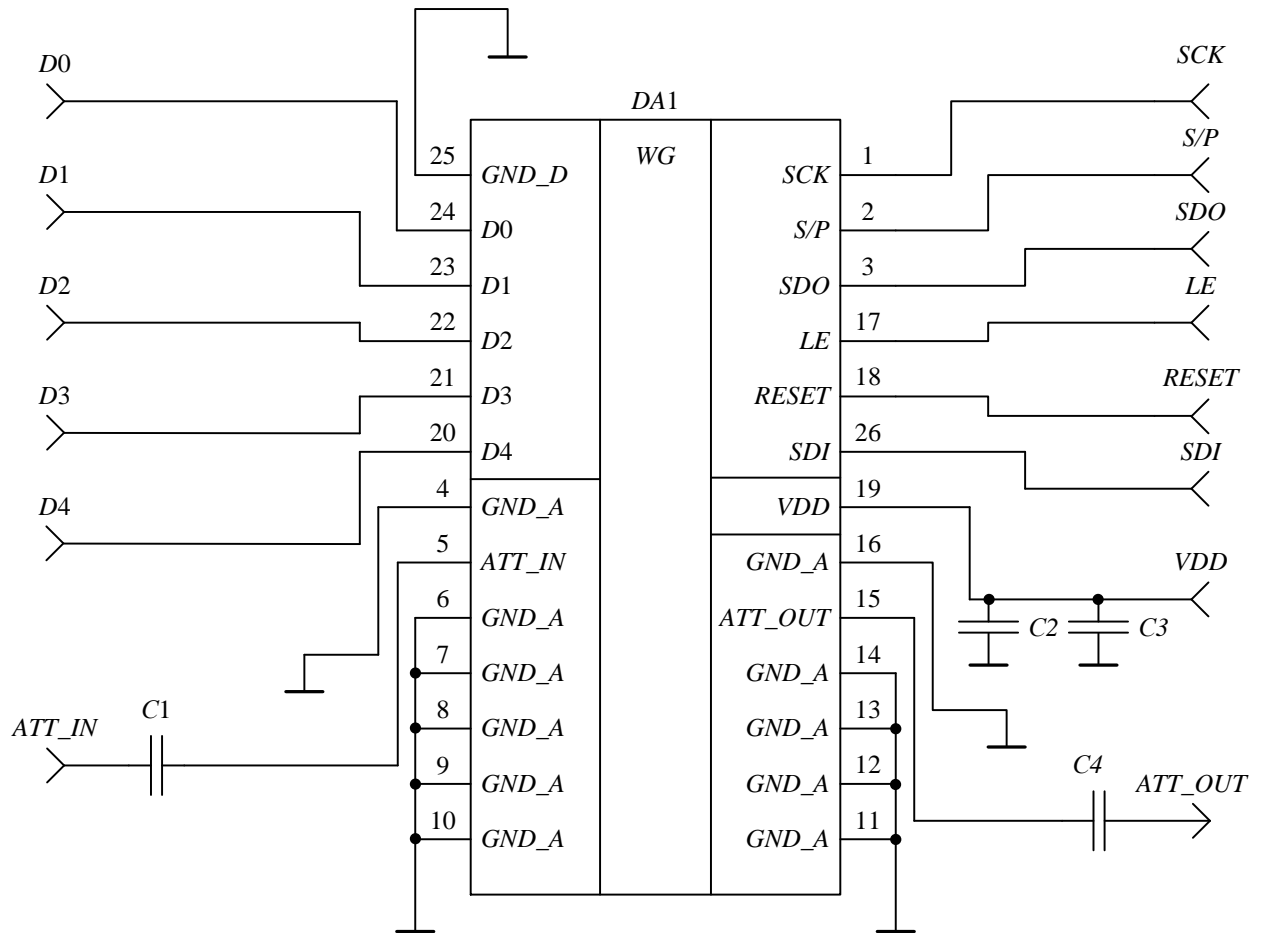 D0
SCK
DA1
S/P
25
GND_D
WG
SCK
1
D1
24
D0
S/P
2
SDO
23
D1
SDO
3
D2
LE
22
D2
LE
17
D3
RESET
21
D3
RESET
18
20
D4
SDI
26
SDI
D4
4
GND_A
VDD
19
5
ATT_IN
GND_A
16
VDD
6
GND_A
ATT_OUT
15
C2
C3
7
GND_A
GND_A
14
ATT_IN
C1
8
GND_A
GND_A
13
9
GND_A
GND_A
12
C4
ATT_OUT
10
GND_A
GND_A
11